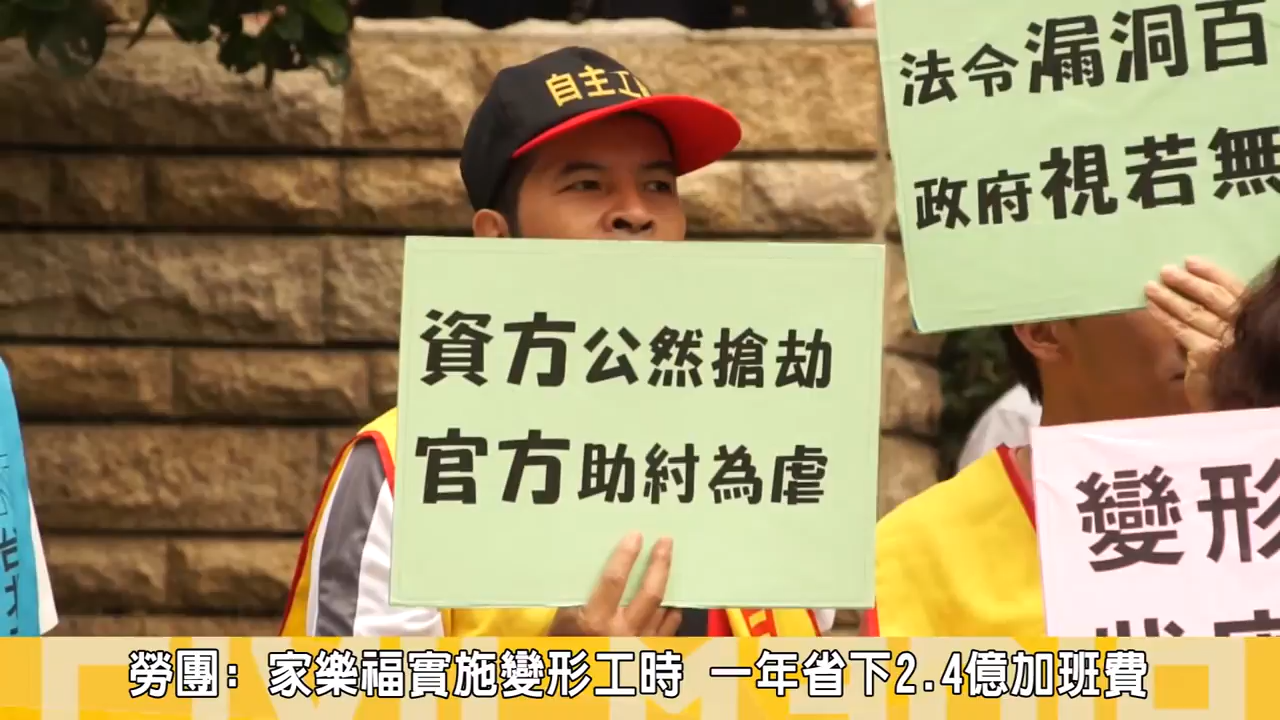 自主工
法令漏洞百
政府視若無
資方公然搶劫
官方助紂為虐
變形
勞團: 家樂福實施變形工時 一年省下2.4億加班費